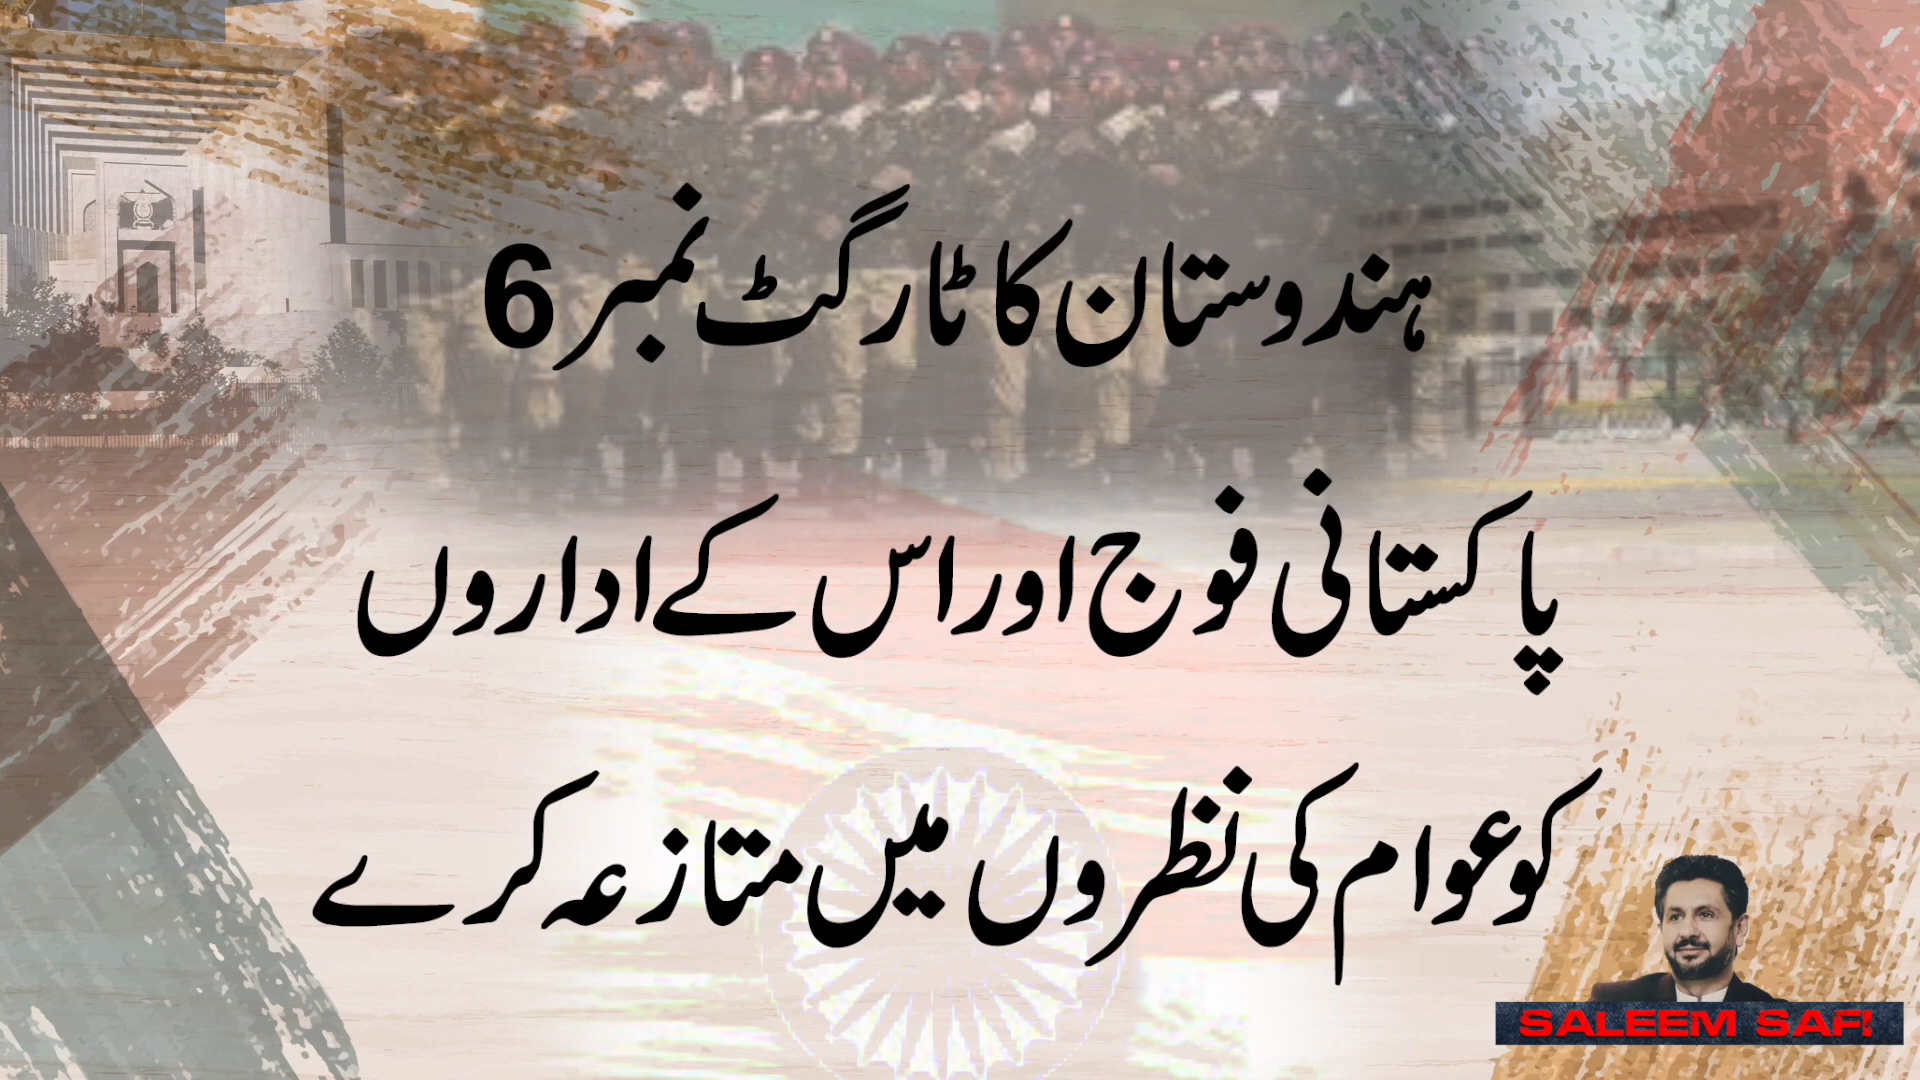 ہندوستان کا ٹارگٹ نمبر 6
پاکستانی فوج اور اس کے اداروں
کو عوام کی نظروں میں متازعہ کرے
SALEEM SAFI